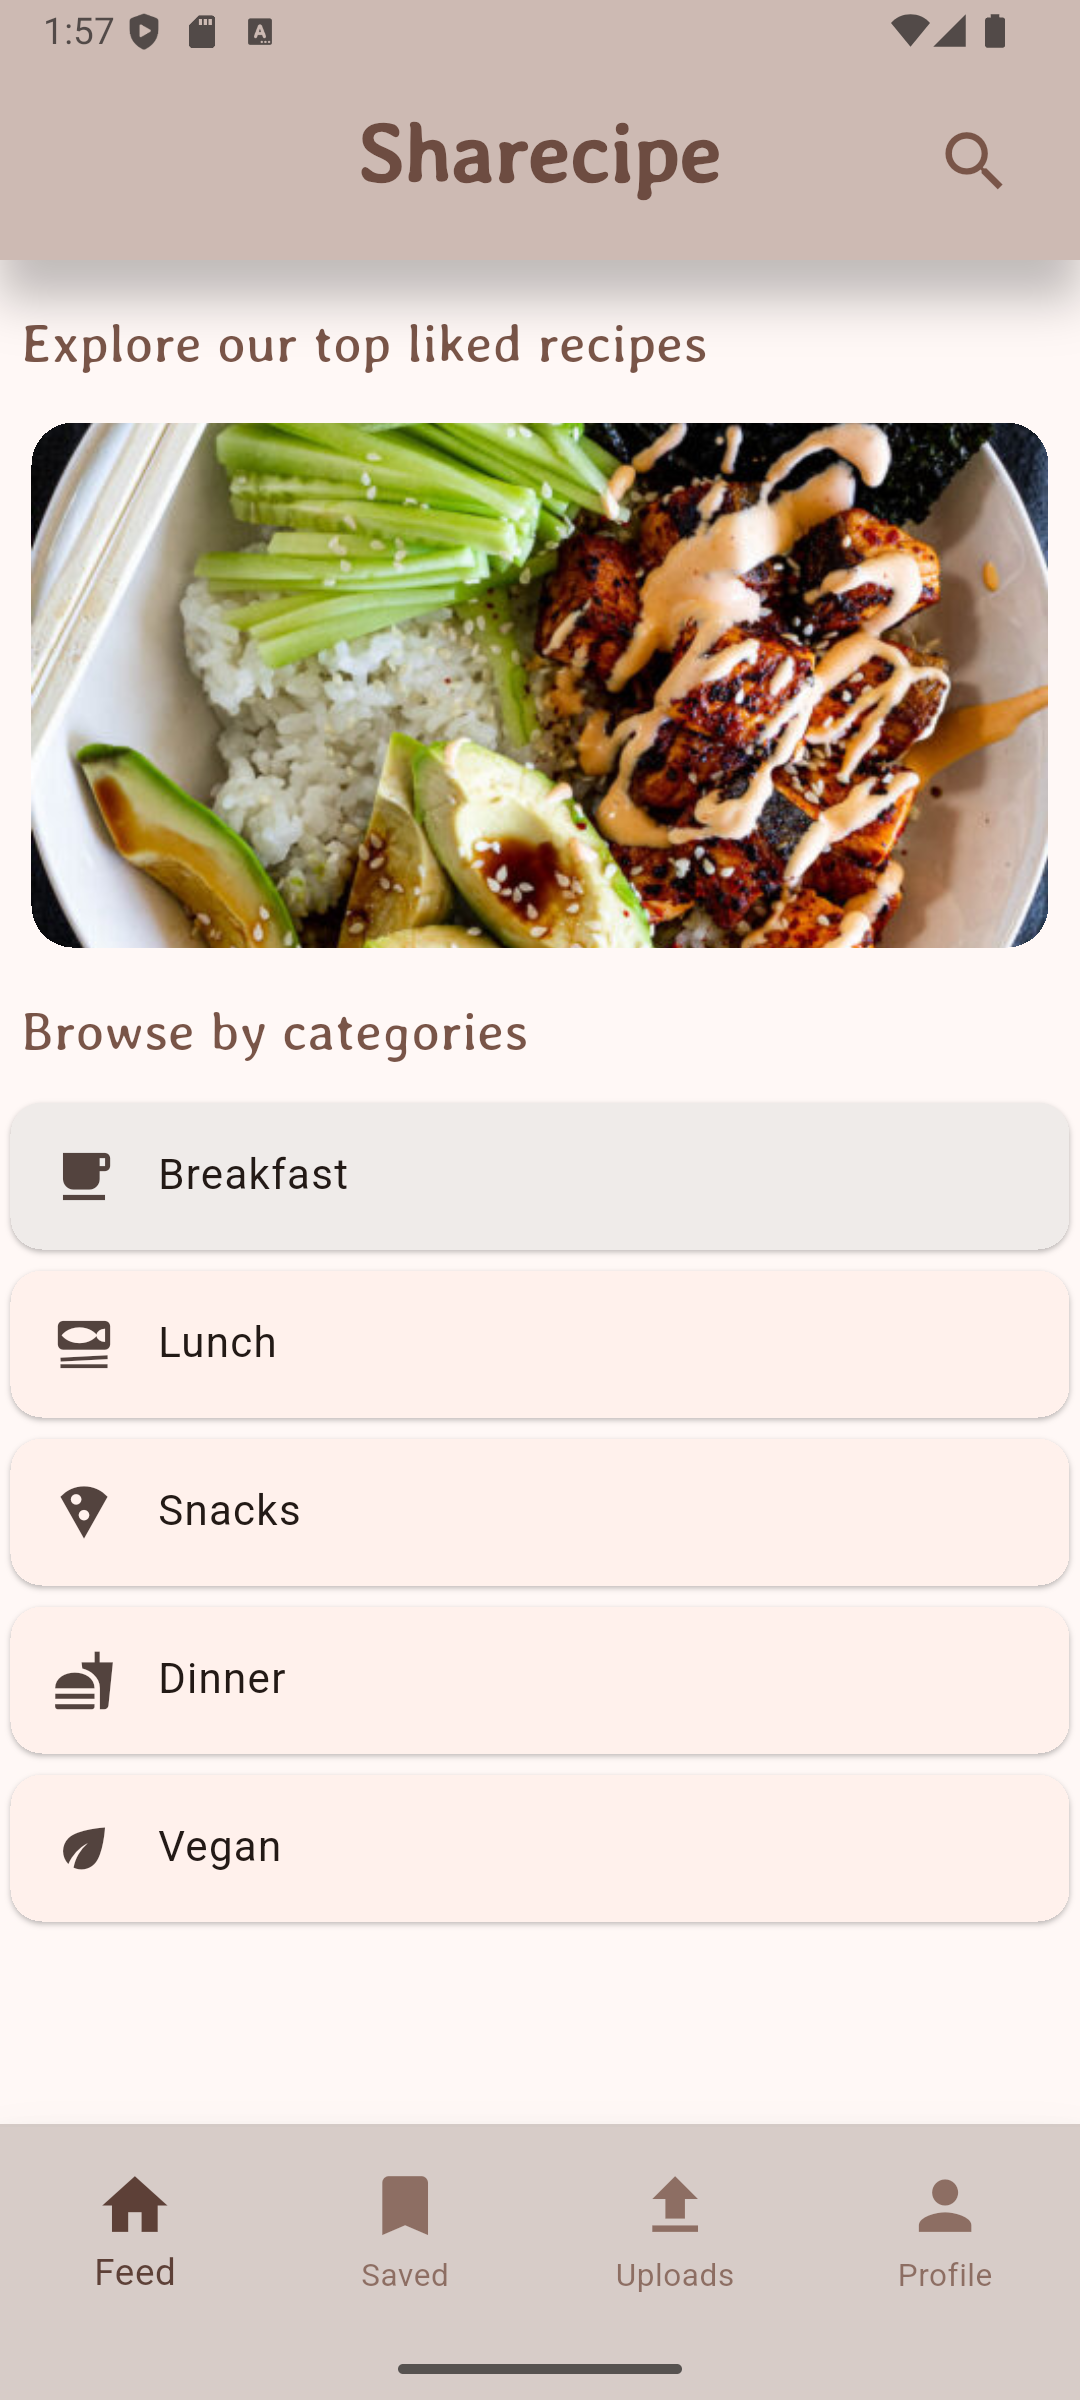 1:57
Sharecipe
Explore our top liked recipes
Browse by categories
Breakfast
Lunch
Snacks
Dinner
Vegan
Feed
Saved
Uploads
Profile